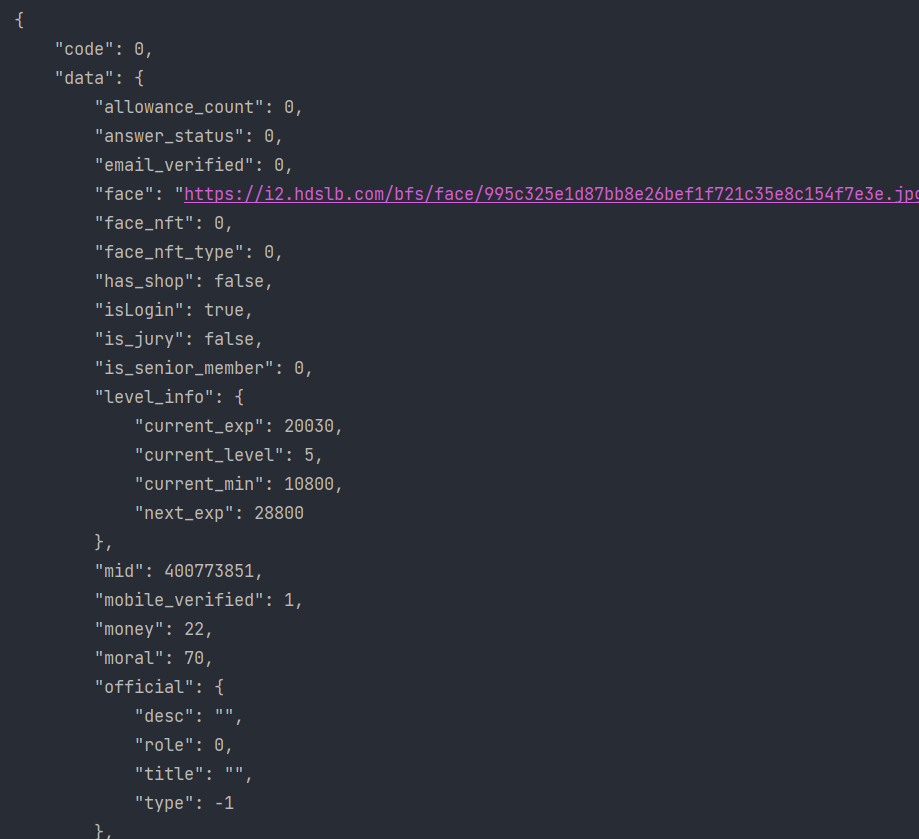 {
    "code": 0,
    "data": {
        "allowance_count": 0,
        "answer_status": 0,
        "email_verified": 0,
        "face": "https://i2.hdslb.com/bfs/face/995c325e1d87bb8e26bef1f721c35e8c154f7e3e.jpg
        "face_nft": 0,
        "face_nft_type": 0,
        "has_shop": false,
        "isLogin": true,
        "is_jury": false,
        "is_senior_member": 0,
        "level_info": {
            "current_exp": 20030,
            "current_level": 5,
            "current_min": 10800,
            "next_exp": 28800
        },
        "mid": 400773851,
        "mobile_verified": 1,
        "money": 22,
        "moral": 70,
        "official": {
            "desc": "",
            "role": 0,
            "title": "",
            "type": -1
        },